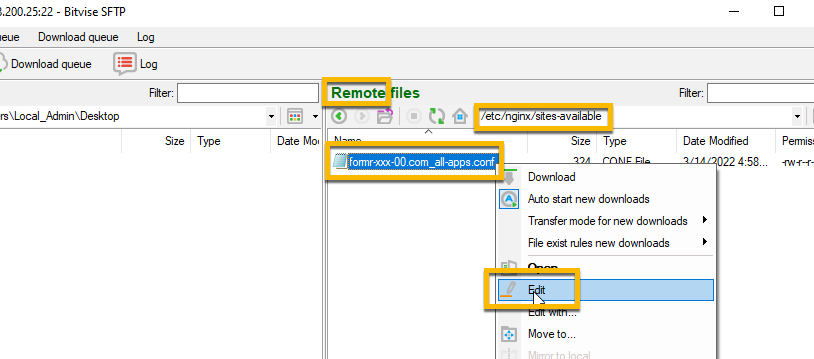 .200.25:22 - Bitvise SFTP
ueue Download queue Log
Download queue Log
Filter: Remote files Filter:
rs\Local_Admin\Desktop /etc/nginx/sites-available
Size Type Date Mod Name Size Type Date Modified Permis
formr-xxx-00.com_all-apps.conf 324 CONF File 3/14/2022 4:58... -rw-r--r-
Download
Auto start new downloads
Transfer mode for new downloads
File exist rules new downloads
Open
Edit
Edit with...
Move to...
Mirror to local